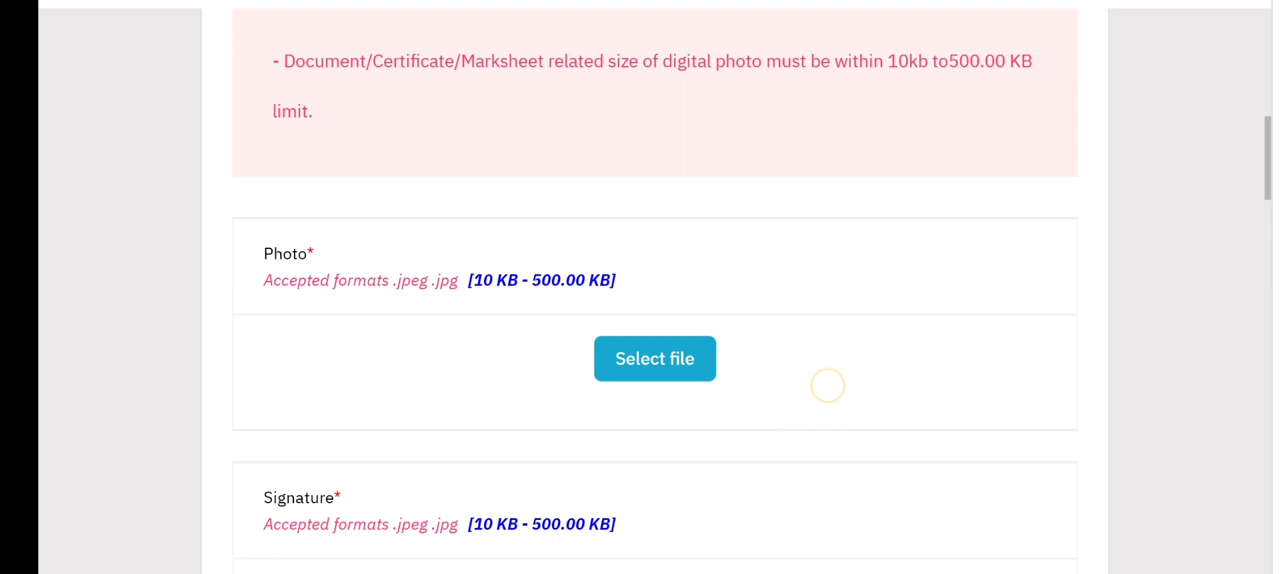 - Document/Certificate/Marksheet related size of digital photo must be within 10kb to500.00 KB
limit.
Photo*
Accepted formats .jpeg .jpg [10 KB - 500.00 KB]
Select file
Signature*
Accepted formats .jpeg .jpg [10 KB - 500.00 KB]